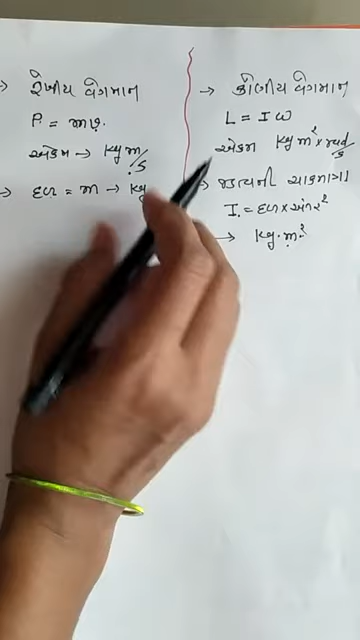 → રેખીય વેગમાન
P = mv.
એકમ → kg m/s
→ દળ = m → kg
→ કોણીય વેગમાન
L = I ω
એકમ kg m² × rad/s
→ જડત્વની ચાકમાત્રા
I = દળ × અંતર²
→ kg. m²